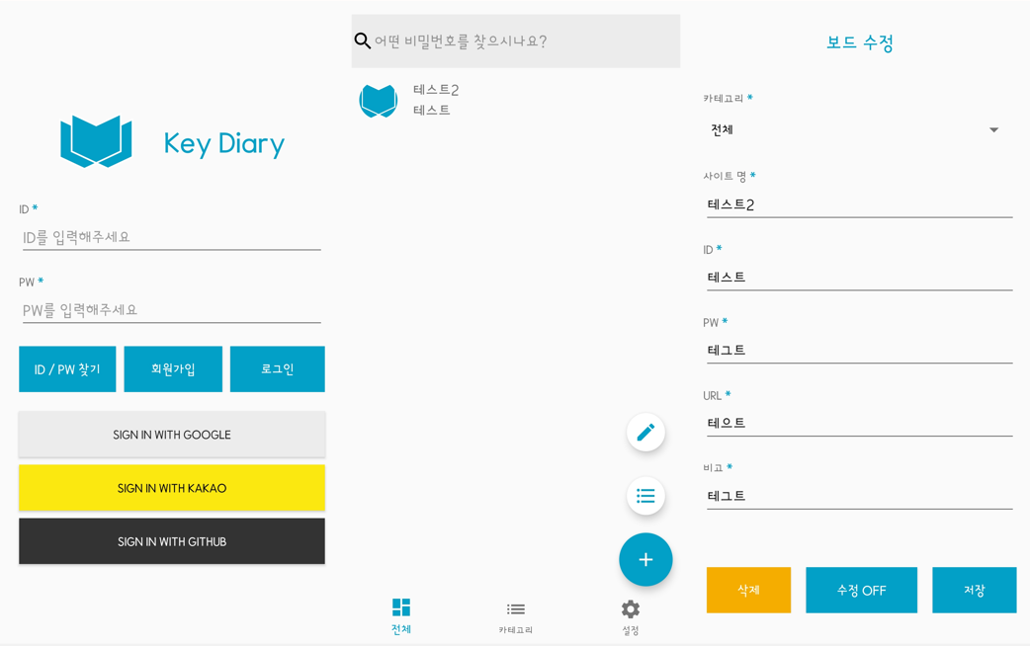 Key Diary
ID *
ID를 입력해주세요
PW *
PW를 입력해주세요
ID / PW 찾기
회원가입
로그인
SIGN IN WITH GOOGLE
SIGN IN WITH KAKAO
SIGN IN WITH GITHUB
어떤 비밀번호를 찾으시나요?
테스트2
테스트
전체
카테고리
설정
보드 수정
카테고리 *
전체
사이트 명 *
테스트2
ID *
테스트
PW *
테그트
URL *
테으트
비고 *
테그트
삭제
수정 OFF
저장